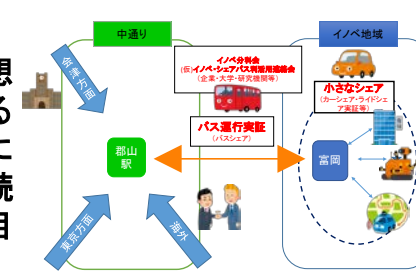 想
る
に
続
相
中通り
イノベ地域
会津方面
イノベ分科会
(仮)イノベ・シェアバス利活用連絡会
(企業・大学・研究機関等)
小さなシェア
(カーシェア・ライドシェ
ア実証等)
バス運行実証
(バスシェア)
郡山
駅
富岡
東京方面
海外